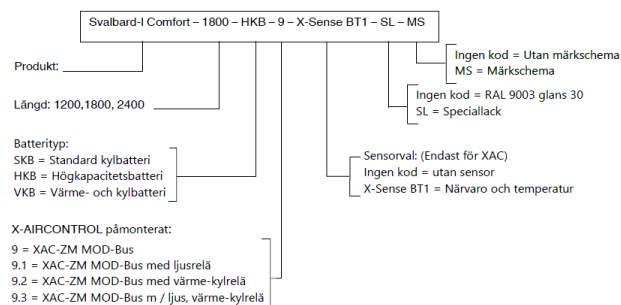 Svalbard-I Comfort – 1800 – HKB – 9 – X-Sense BT1 – SL – MS
Produkt:
Längd: 1200,1800, 2400
Batterityp:
SKB = Standard kylbatteri
HKB = Högkapacitetsbatteri
VKB = Värme- och kylbatteri
X-AIRCONTROL påmonterat:
9 = XAC-ZM MOD-Bus
9.1 = XAC-ZM MOD-Bus med ljusrelä
9.2 = XAC-ZM MOD-Bus med värme-kylrelä
9.3 = XAC-ZM MOD-Bus m / ljus, värme-kylrelä
Ingen kod = Utan märkschema
MS = Märkschema
Ingen kod = RAL 9003 glans 30
SL = Speciallack
Sensorval: (Endast för XAC)
Ingen kod = utan sensor
X-Sense BT1 = Närvaro och temperatur